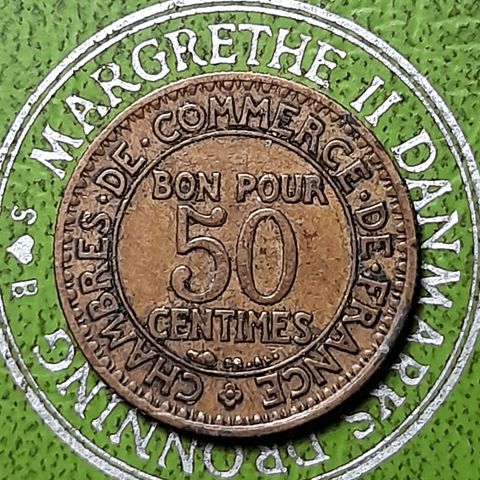 MARGRETHE II DANMARKS DRONNING
S ♥ B
CHAMBRES · DE · COMMERCE · DE · FRANCE
BON POUR
50
CENTIMES